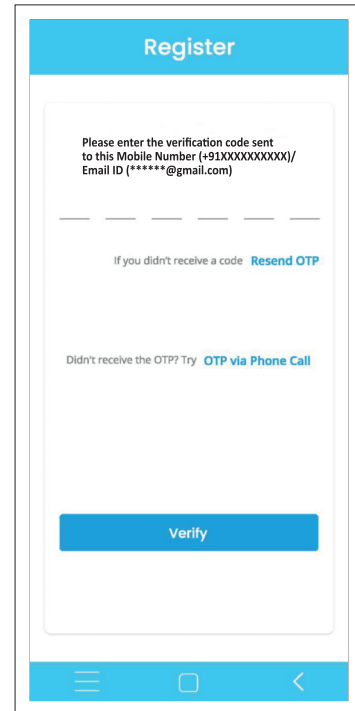 Register
Please enter the verification code sent
to this Mobile Number (+91XXXXXXXXXX)/
Email ID (******@gmail.com)
If you didn't receive a code Resend OTP
Didn't receive the OTP? Try OTP via Phone Call
Verify